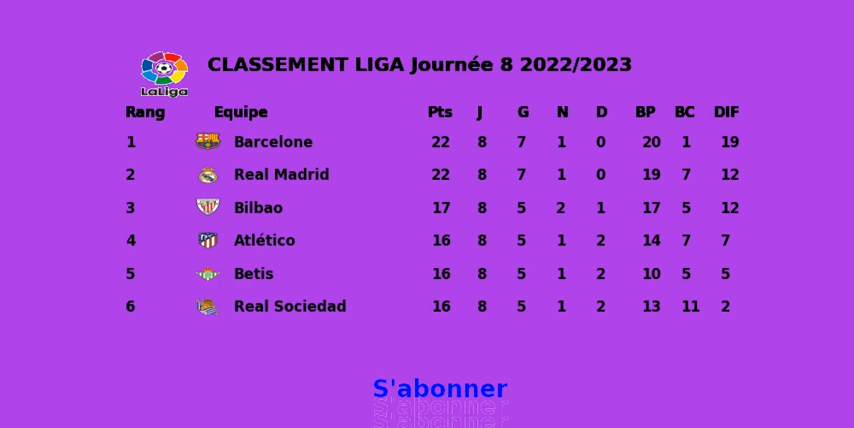 CLASSEMENT LIGA Journée 8 2022/2023
LaLiga
Rang Equipe Pts J G N D BP BC DIF
1 Barcelone 22 8 7 1 0 20 1 19
2 Real Madrid 22 8 7 1 0 19 7 12
3 Bilbao 17 8 5 2 1 17 5 12
4 Atlético 16 8 5 1 2 14 7 7
5 Betis 16 8 5 1 2 10 5 5
6 Real Sociedad 16 8 5 1 2 13 11 2
S'abonner
S'abonner
S'abonner